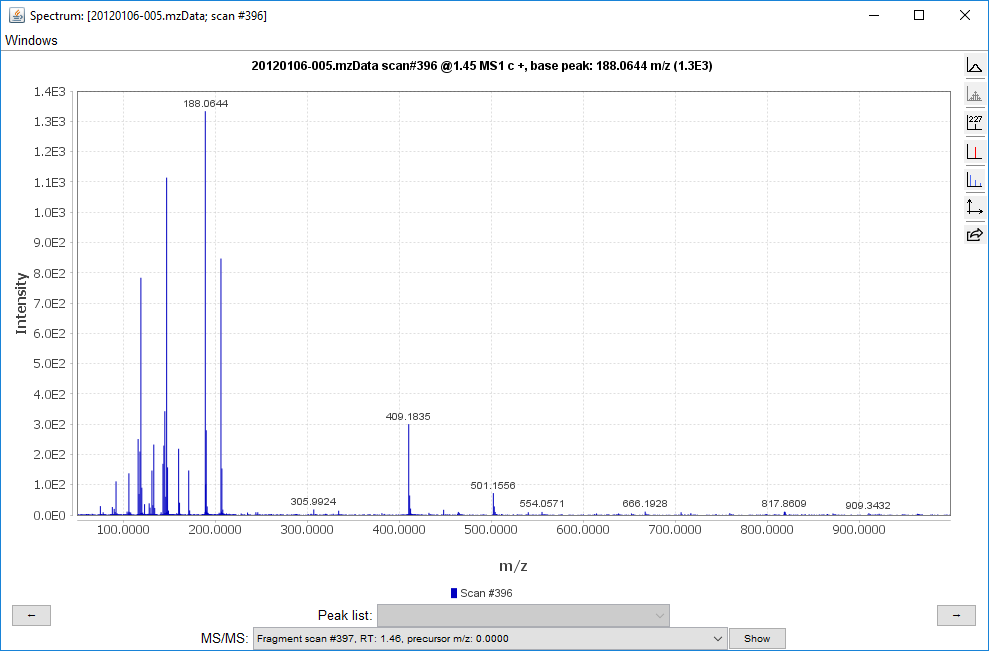 Spectrum: [20120106-005.mzData; scan #396]
Windows
20120106-005.mzData scan#396 @1.45 MS1 c +, base peak: 188.0644 m/z (1.3E3)
227
1.4E3
1.3E3
1.2E3
1.1E3
1.0E3
9.0E2
8.0E2
7.0E2
6.0E2
5.0E2
4.0E2
3.0E2
2.0E2
1.0E2
0.0E0
Intensity
188.0644
409.1835
501.1556
305.9924
554.0571
666.1928
817.8609
909.3432
100.0000 200.0000 300.0000 400.0000 500.0000 600.0000 700.0000 800.0000 900.0000
m/z
Scan #396
Peak list:
MS/MS: Fragment scan #397, RT: 1.46, precursor m/z: 0.0000 Show